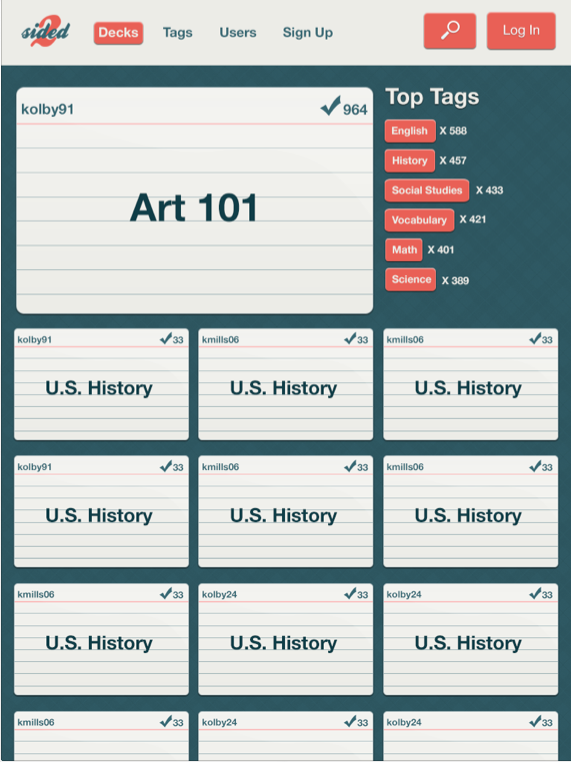 2 sided Decks Tags Users Sign Up Log In
kolby91 964
Art 101
Top Tags
English X 588
History X 457
Social Studies X 433
Vocabulary X 421
Math X 401
Science X 389
kolby91 33 kmills06 33 kmills06 33
U.S. History U.S. History U.S. History
kolby91 33 kmills06 33 kmills06 33
U.S. History U.S. History U.S. History
kmills06 33 kolby24 33 kolby24 33
U.S. History U.S. History U.S. History
kmills06 33 kolby24 33 kolby24 33